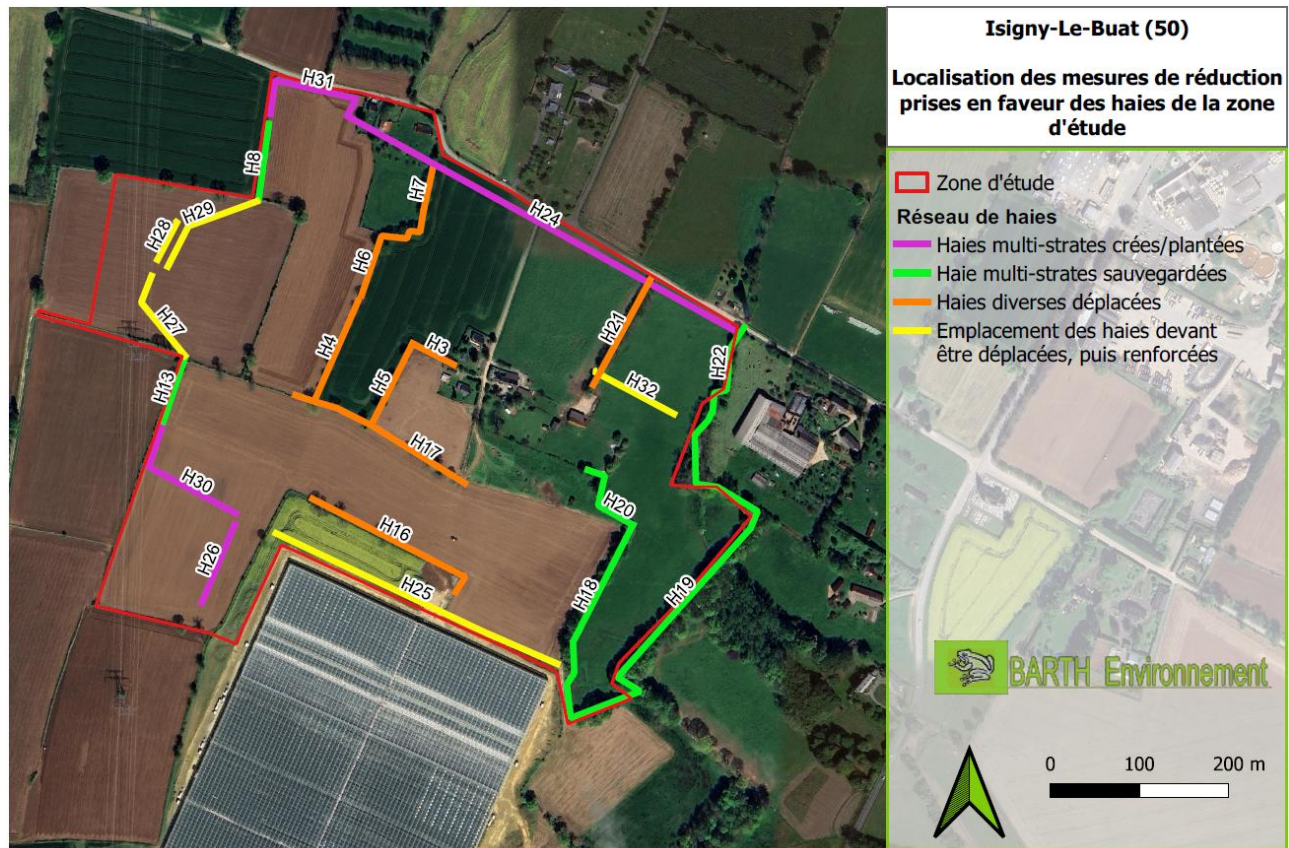 Isigny-Le-Buat (50)
Localisation des mesures de réduction
prises en faveur des haies de la zone
d'étude
Zone d'étude
Réseau de haies
Haies multi-strates crées/plantées
Haie multi-strates sauvegardées
Haies diverses déplacées
Emplacement des haies devant
être déplacées, puis renforcées
BARTH Environnement
0 100 200 m
H31
H8
H7
H29
H28
H24
H6
H27
H21
H3
H4
H22
H5
H32
H13
H17
H30
H20
H16
H26
H25
H18
H19